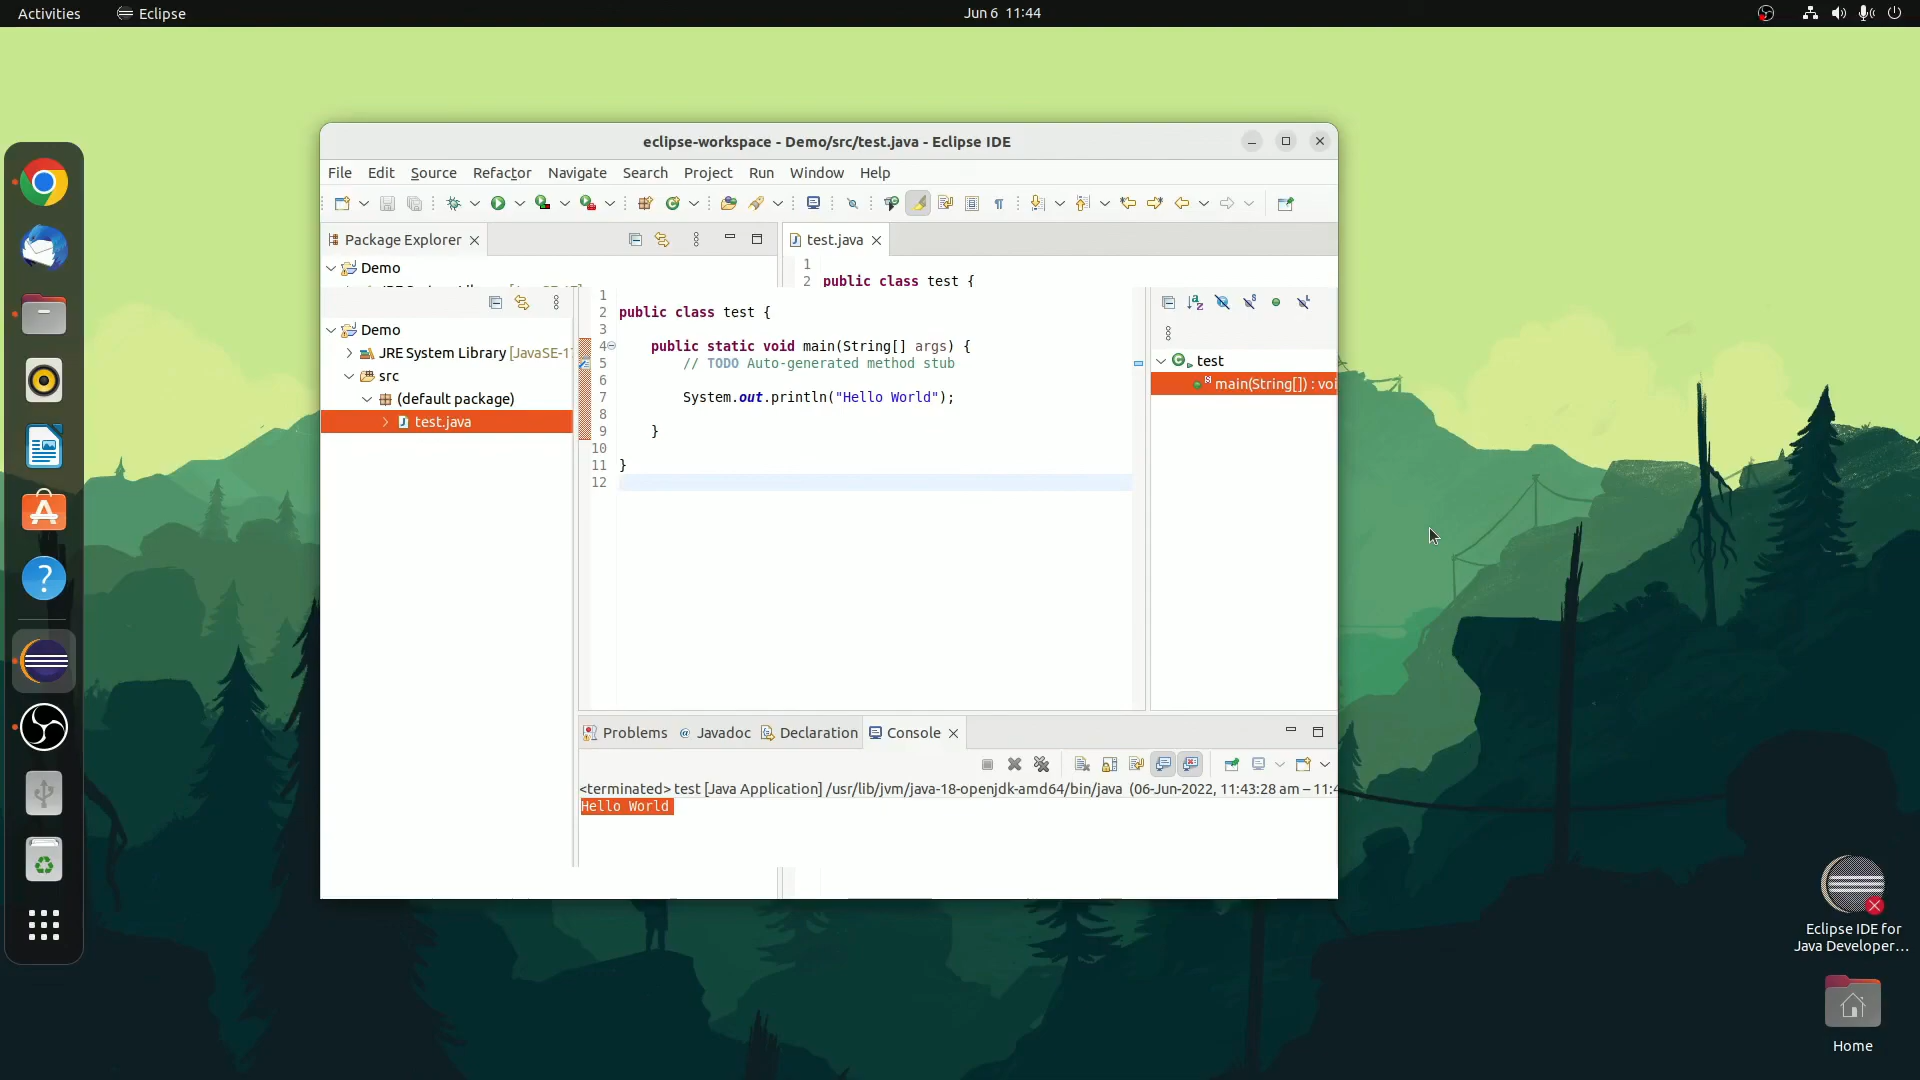 Activities Eclipse Jun 6 11:44
eclipse-workspace - Demo/src/test.java - Eclipse IDE
File Edit Source Refactor Navigate Search Project Run Window Help
Package Explorer
test.java
Demo
1
2 public class test {
1
2 public class test {
3
4 public static void main(String[] args) {
5 // TODO Auto-generated method stub
6
7 System.out.println("Hello World");
8
9 }
10
11 }
12
Demo
JRE System Library [JavaSE-17
src
(default package)
test.java
test
main(String[]) : voi
Problems Javadoc Declaration Console
<terminated> test [Java Application] /usr/lib/jvm/java-18-openjdk-amd64/bin/java (06-Jun-2022, 11:43:28 am – 11:4
Hello World
Eclipse IDE for
Java Developer...
Home